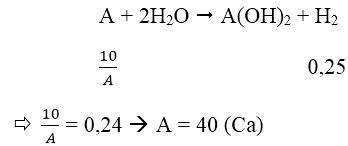 A + 2H₂O → A(OH)₂ + H₂
10/A 0,25
⇨ 10/A = 0,24 → A = 40 (Ca)